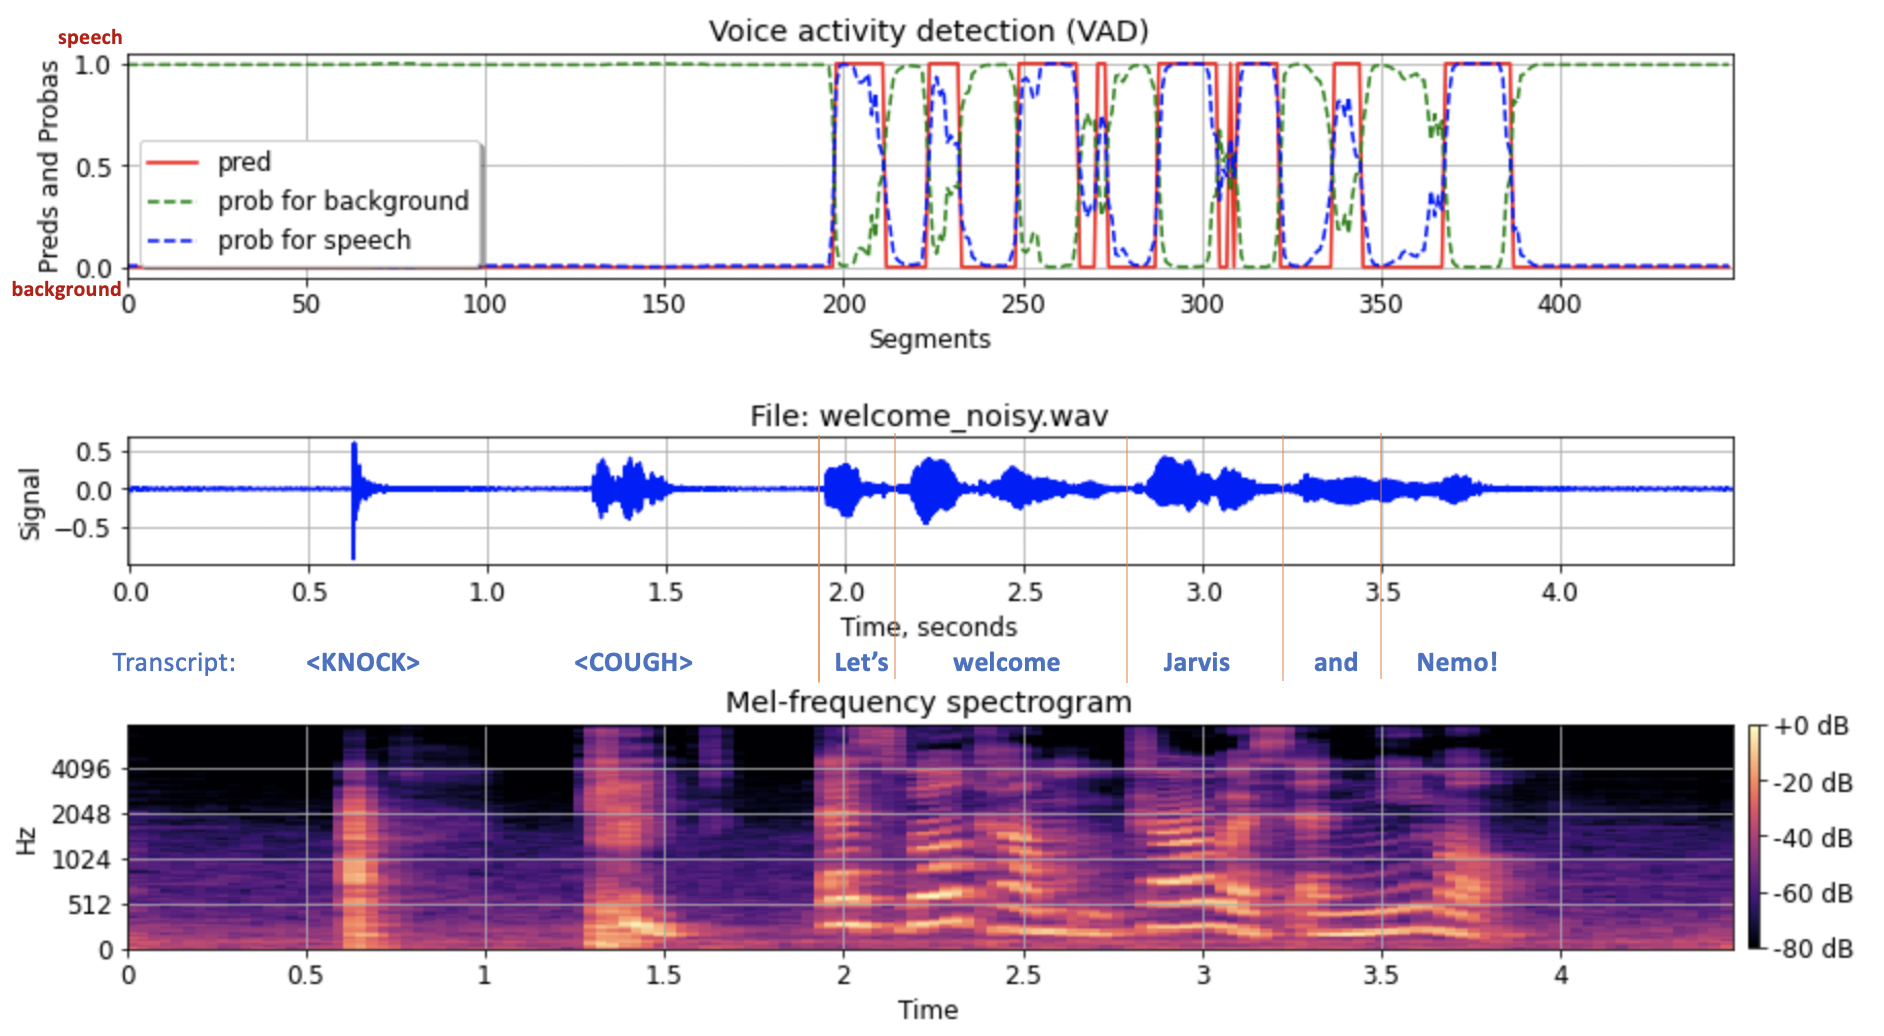 Voice activity detection (VAD)
speech
1.0
0.5
0.0
background
Preds and Probas
pred
prob for background
prob for speech
0 50 100 150 200 250 300 350 400
Segments
File: welcome_noisy.wav
0.5
0.0
−0.5
Signal
0.0 0.5 1.0 1.5 2.0 2.5 3.0 3.5 4.0
Time, seconds
Transcript: <KNOCK> <COUGH> Let's welcome Jarvis and Nemo!
Mel-frequency spectrogram
4096
2048
1024
512
0
Hz
0 0.5 1 1.5 2 2.5 3 3.5 4
Time
+0 dB
-20 dB
-40 dB
-60 dB
-80 dB